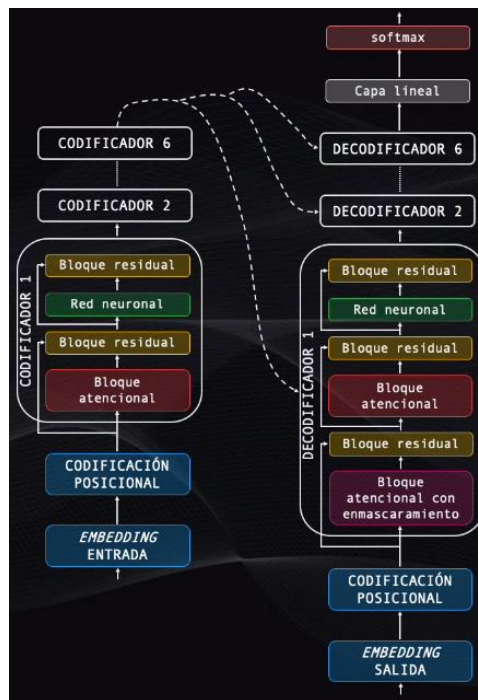 softmax
Capa lineal
CODIFICADOR 6
CODIFICADOR 2
CODIFICADOR 1
Bloque residual
Red neuronal
Bloque residual
Bloque
atencional
CODIFICACIÓN
POSICIONAL
EMBEDDING
ENTRADA
DECODIFICADOR 6
DECODIFICADOR 2
DECODIFICADOR 1
Bloque residual
Red neuronal
Bloque residual
Bloque
atencional
Bloque residual
Bloque
atencional con
enmascaramiento
CODIFICACIÓN
POSICIONAL
EMBEDDING
SALIDA